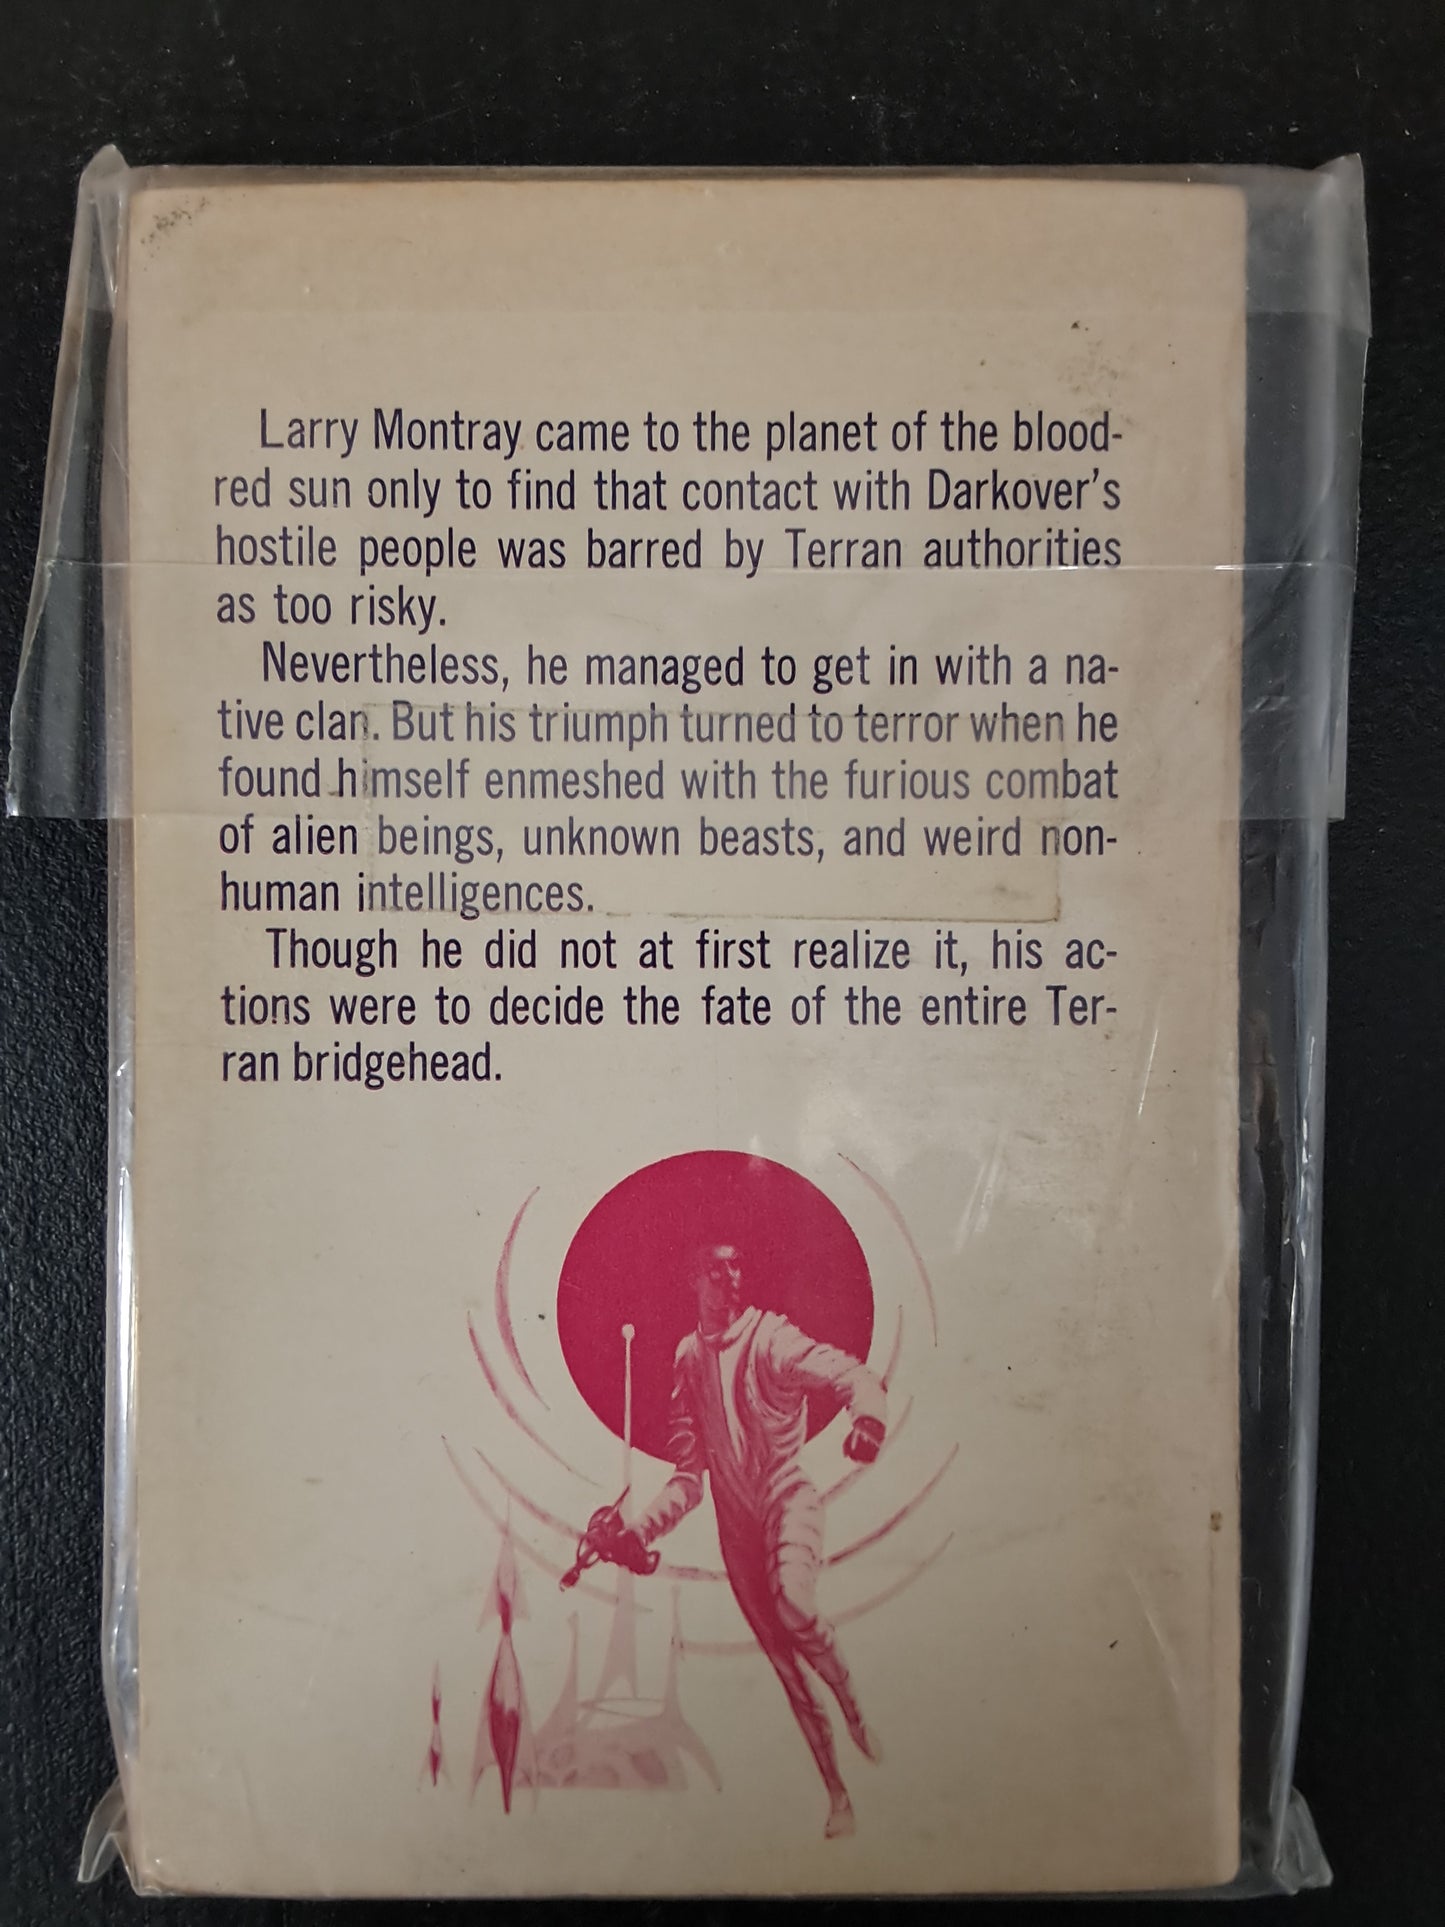 Larry Montray came to the planet of the blood-
red sun only to find that contact with Darkover's
hostile people was barred by Terran authorities
as too risky.
Nevertheless, he managed to get in with a na-
tive clan. But his triumph turned to terror when he
found himself enmeshed with the furious combat
of alien beings, unknown beasts, and weird non-
human intelligences.
Though he did not at first realize it, his ac-
tions were to decide the fate of the entire Ter-
ran bridgehead.